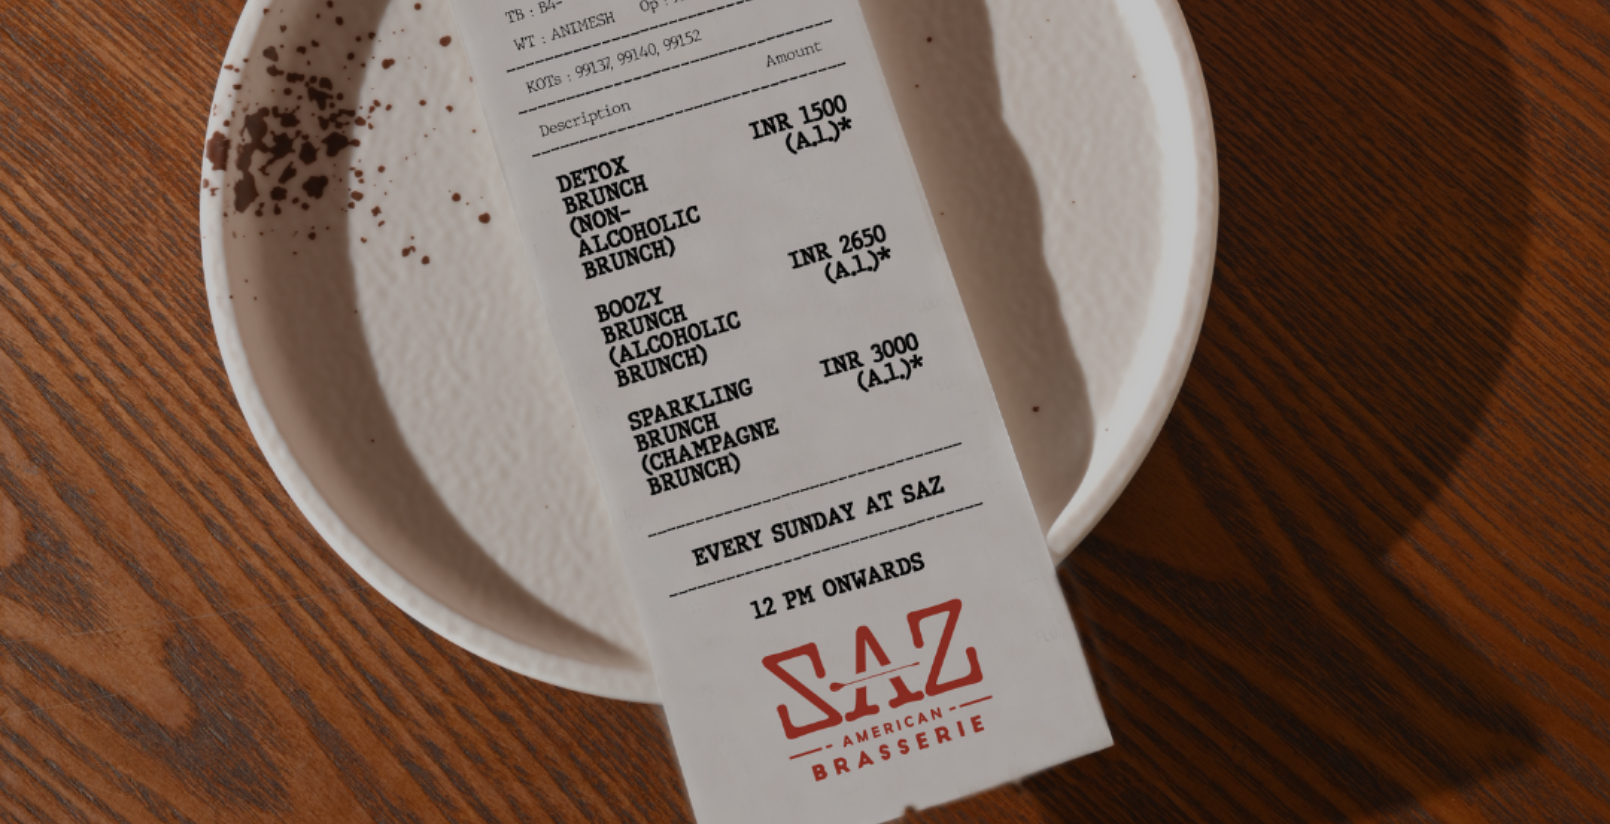 TB : B4-
WT : ANIMESH Op :
KOTs : 99137, 99140, 99152
Description Amount
DETOX INR 1500
BRUNCH (A.I.)*
(NON-
ALCOHOLIC
BRUNCH)
BOOZY INR 2650
BRUNCH (A.I.)*
(ALCOHOLIC
BRUNCH)
SPARKLING INR 3000
BRUNCH (A.I.)*
(CHAMPAGNE
BRUNCH)
EVERY SUNDAY AT SAZ
12 PM ONWARDS
SAZ
AMERICAN
BRASSERIE